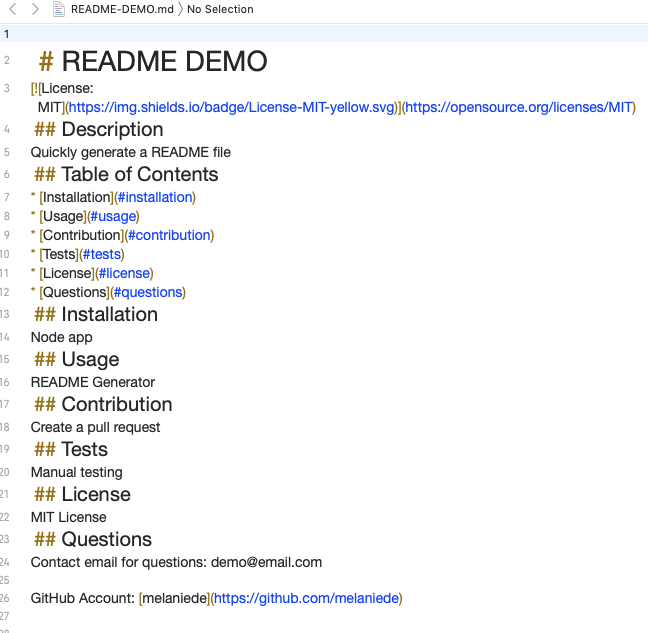 README-DEMO.md 〉No Selection
1
2 # README DEMO
3 [![License:
MIT](https://img.shields.io/badge/License-MIT-yellow.svg)](https://opensource.org/licenses/MIT)
4 ## Description
5 Quickly generate a README file
6 ## Table of Contents
7 * [Installation](#installation)
8 * [Usage](#usage)
9 * [Contribution](#contribution)
10 * [Tests](#tests)
11 * [License](#license)
12 * [Questions](#questions)
13 ## Installation
14 Node app
15 ## Usage
16 README Generator
17 ## Contribution
18 Create a pull request
19 ## Tests
20 Manual testing
21 ## License
22 MIT License
23 ## Questions
24 Contact email for questions: demo@email.com
25
26 GitHub Account: [melaniede](https://github.com/melaniede)
27